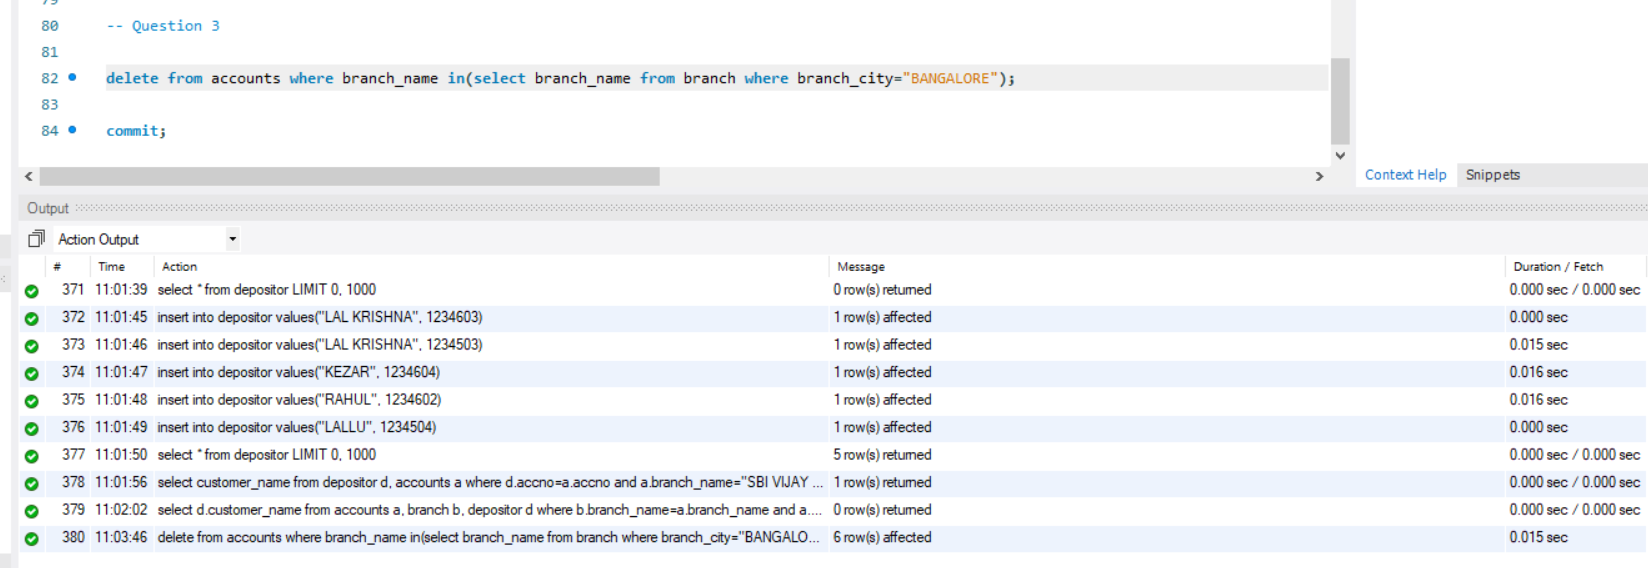 79
80 -- Question 3
81
82 delete from accounts where branch_name in(select branch_name from branch where branch_city="BANGALORE");
83
84 commit;
Context Help Snippets
Output
Action Output
# Time Action Message Duration / Fetch
371 11:01:39 select * from depositor LIMIT 0, 1000 0 row(s) returned 0.000 sec / 0.000 sec
372 11:01:45 insert into depositor values("LAL KRISHNA", 1234603) 1 row(s) affected 0.000 sec
373 11:01:46 insert into depositor values("LAL KRISHNA", 1234503) 1 row(s) affected 0.015 sec
374 11:01:47 insert into depositor values("KEZAR", 1234604) 1 row(s) affected 0.016 sec
375 11:01:48 insert into depositor values("RAHUL", 1234602) 1 row(s) affected 0.016 sec
376 11:01:49 insert into depositor values("LALLU", 1234504) 1 row(s) affected 0.000 sec
377 11:01:50 select * from depositor LIMIT 0, 1000 5 row(s) returned 0.000 sec / 0.000 sec
378 11:01:56 select customer_name from depositor d, accounts a where d.accno=a.accno and a.branch_name="SBI VIJAY ... 1 row(s) returned 0.000 sec / 0.000 sec
379 11:02:02 select d.customer_name from accounts a, branch b, depositor d where b.branch_name=a.branch_name and a.... 0 row(s) returned 0.000 sec / 0.000 sec
380 11:03:46 delete from accounts where branch_name in(select branch_name from branch where branch_city="BANGALO... 6 row(s) affected 0.015 sec